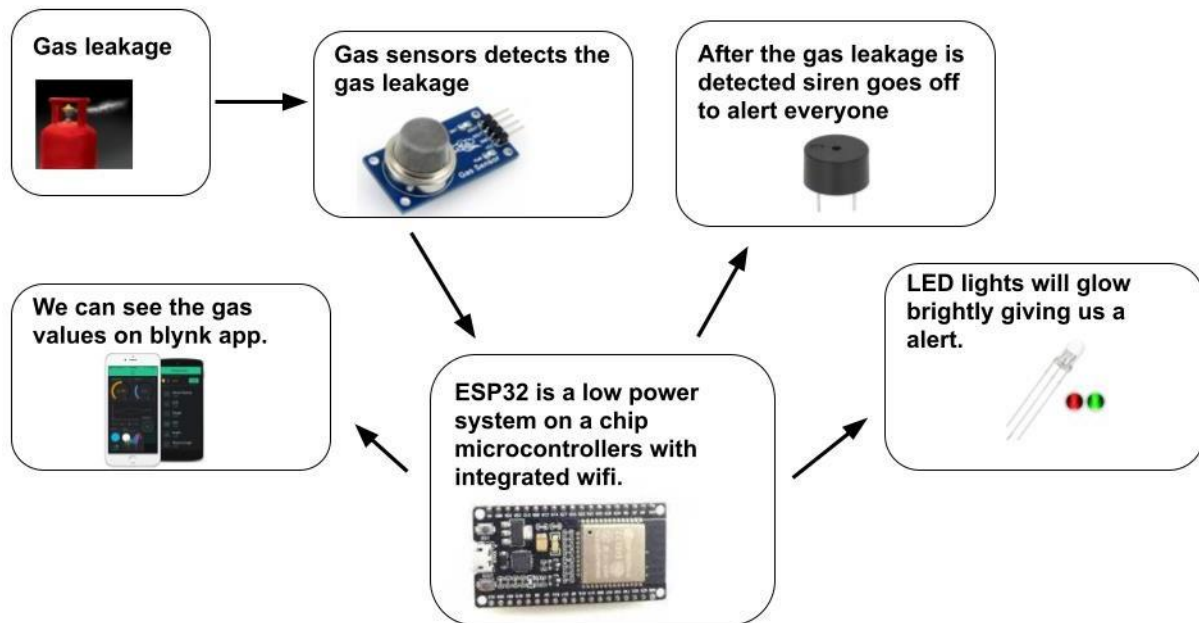 Gas leakage
Gas sensors detects the
gas leakage
Gas Sensor
After the gas leakage is
detected siren goes off
to alert everyone
We can see the gas
values on blynk app.
ESP32 is a low power
system on a chip
microcontrollers with
integrated wifi.
LED lights will glow
brightly giving us a
alert.